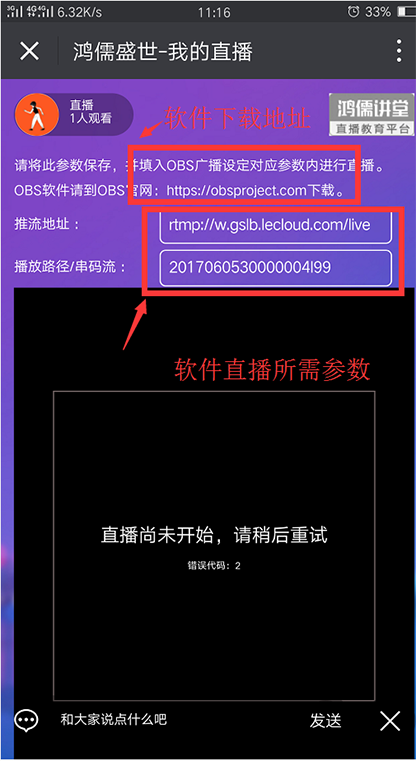 3G 4G 4G 6.32K/s 11:16 33%
鸿儒盛世-我的直播
直播
1人观看
软件下载地址
鸿儒讲堂
直播教育平台
请将此参数保存，并填入OBS广播设定对应参数内进行直播。
OBS软件请到OBS官网：https://obsproject.com下载。
推流地址： rtmp://w.gslb.lecloud.com/live
播放路径/串码流： 2017060530000004l99
软件直播所需参数
直播尚未开始，请稍后重试
错误代码：2
和大家说点什么吧 发送